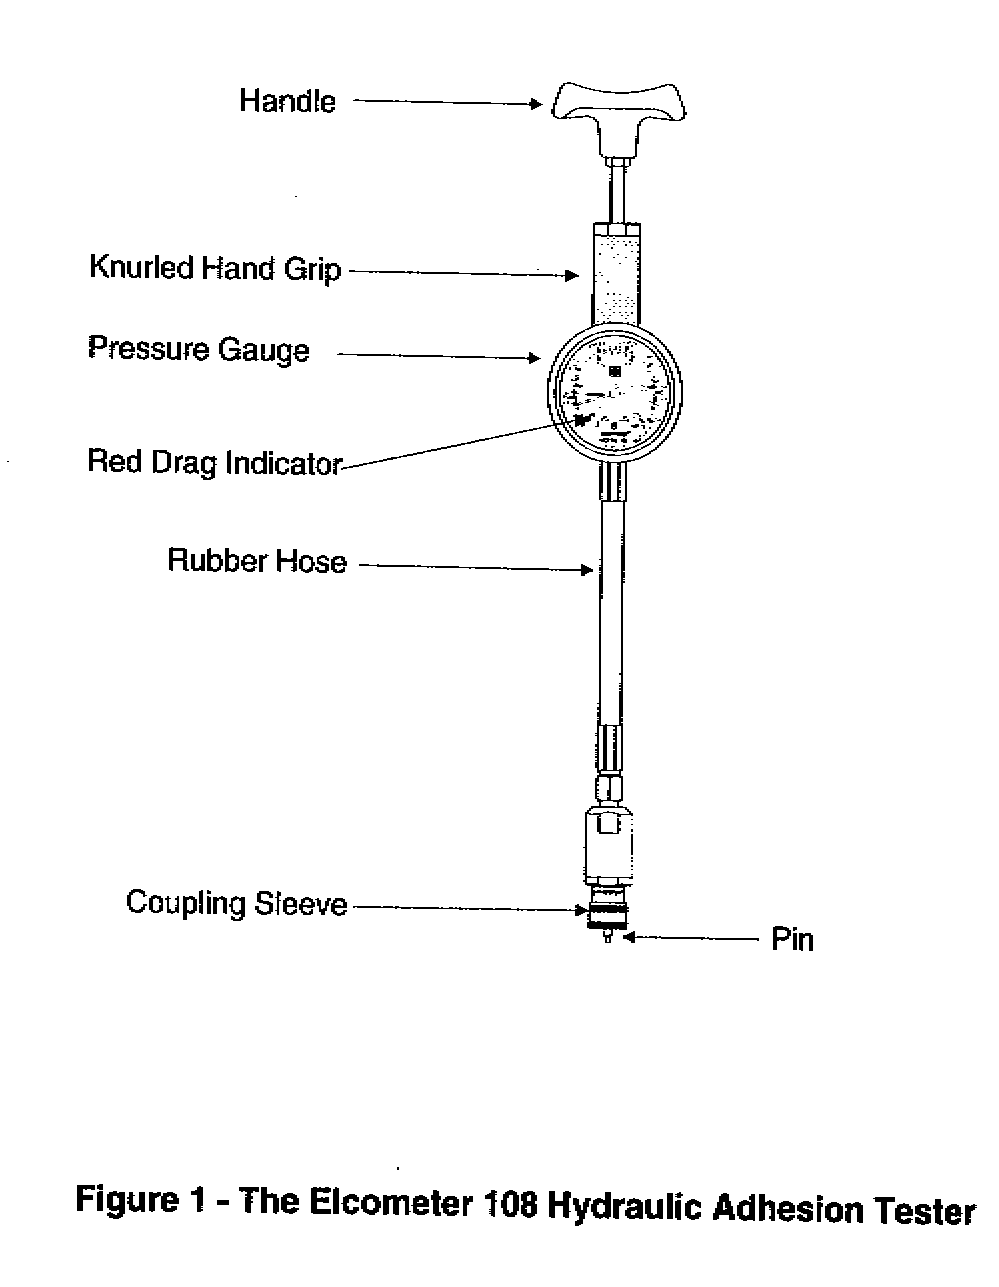 Handle
Knurled Hand Grip
Pressure Gauge
Red Drag Indicator
Rubber Hose
Coupling Sleeve
Pin
Figure 1 - The Elcometer 108 Hydraulic Adhesion Tester